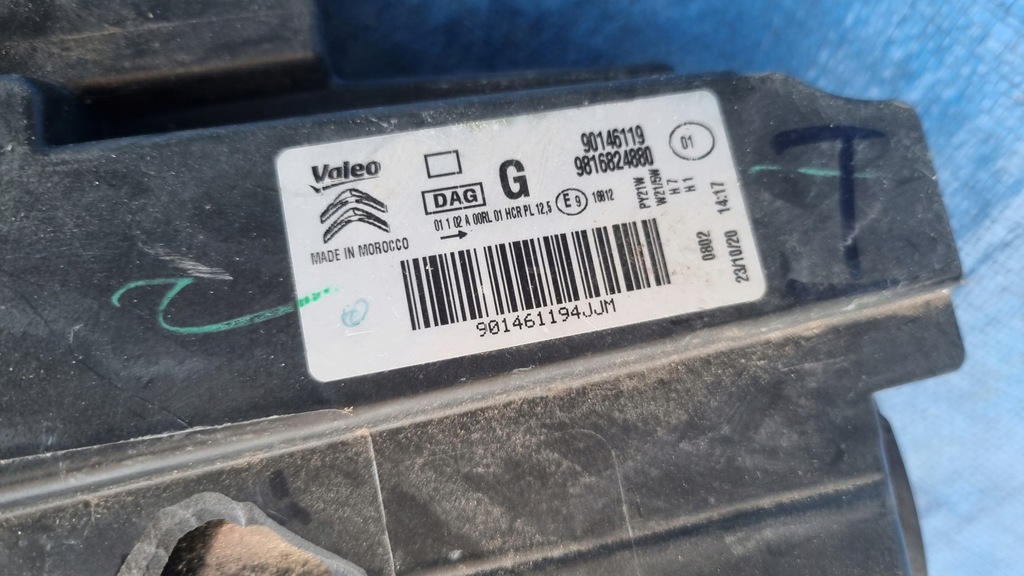 Valeo
MADE IN MOROCCO
DAG
G
01 1 02 A 00RL 01 HCR PL 12,5
E9
16812
90146119
9816824880
01
PY21W
W21/5W
H7
H1
0802
23/10/20 14:17
901461194JJM
T